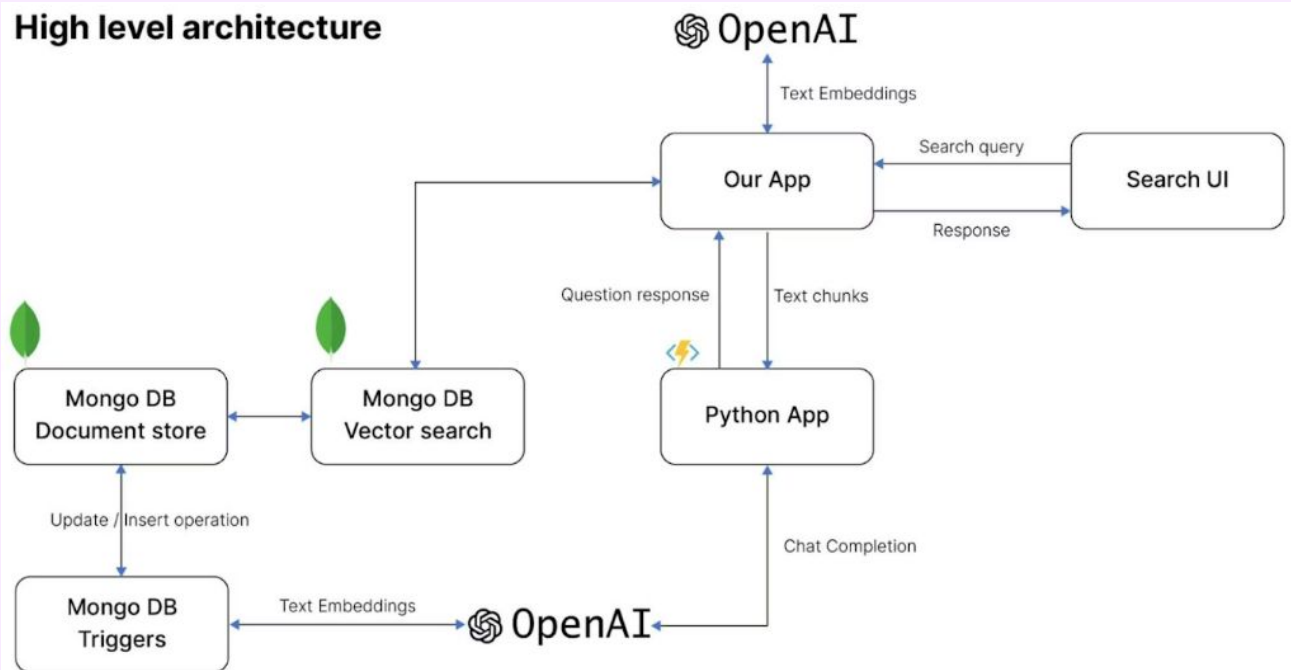 High level architecture
OpenAI
Text Embeddings
Our App
Search query
Search UI
Response
Question response
Text chunks
Mongo DB
Document store
Mongo DB
Vector search
Python App
Update / Insert operation
Chat Completion
Mongo DB
Triggers
Text Embeddings
OpenAI